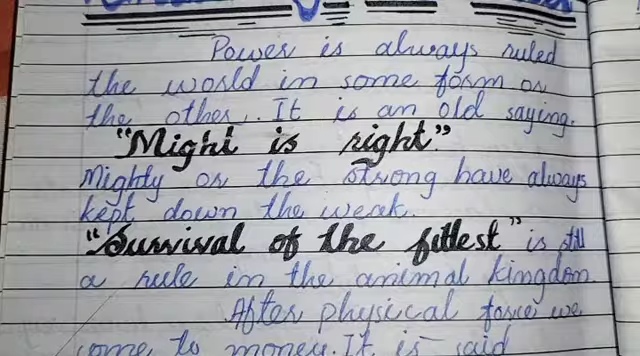 Power is always ruled
the world in some form or
the other. It is an old saying.
"Might is right"
Mighty or the Strong have always
kept down the weak.
"Survival of the fittest" is still
a rule in the animal kingdom.
After physical force we
come to money. It is said